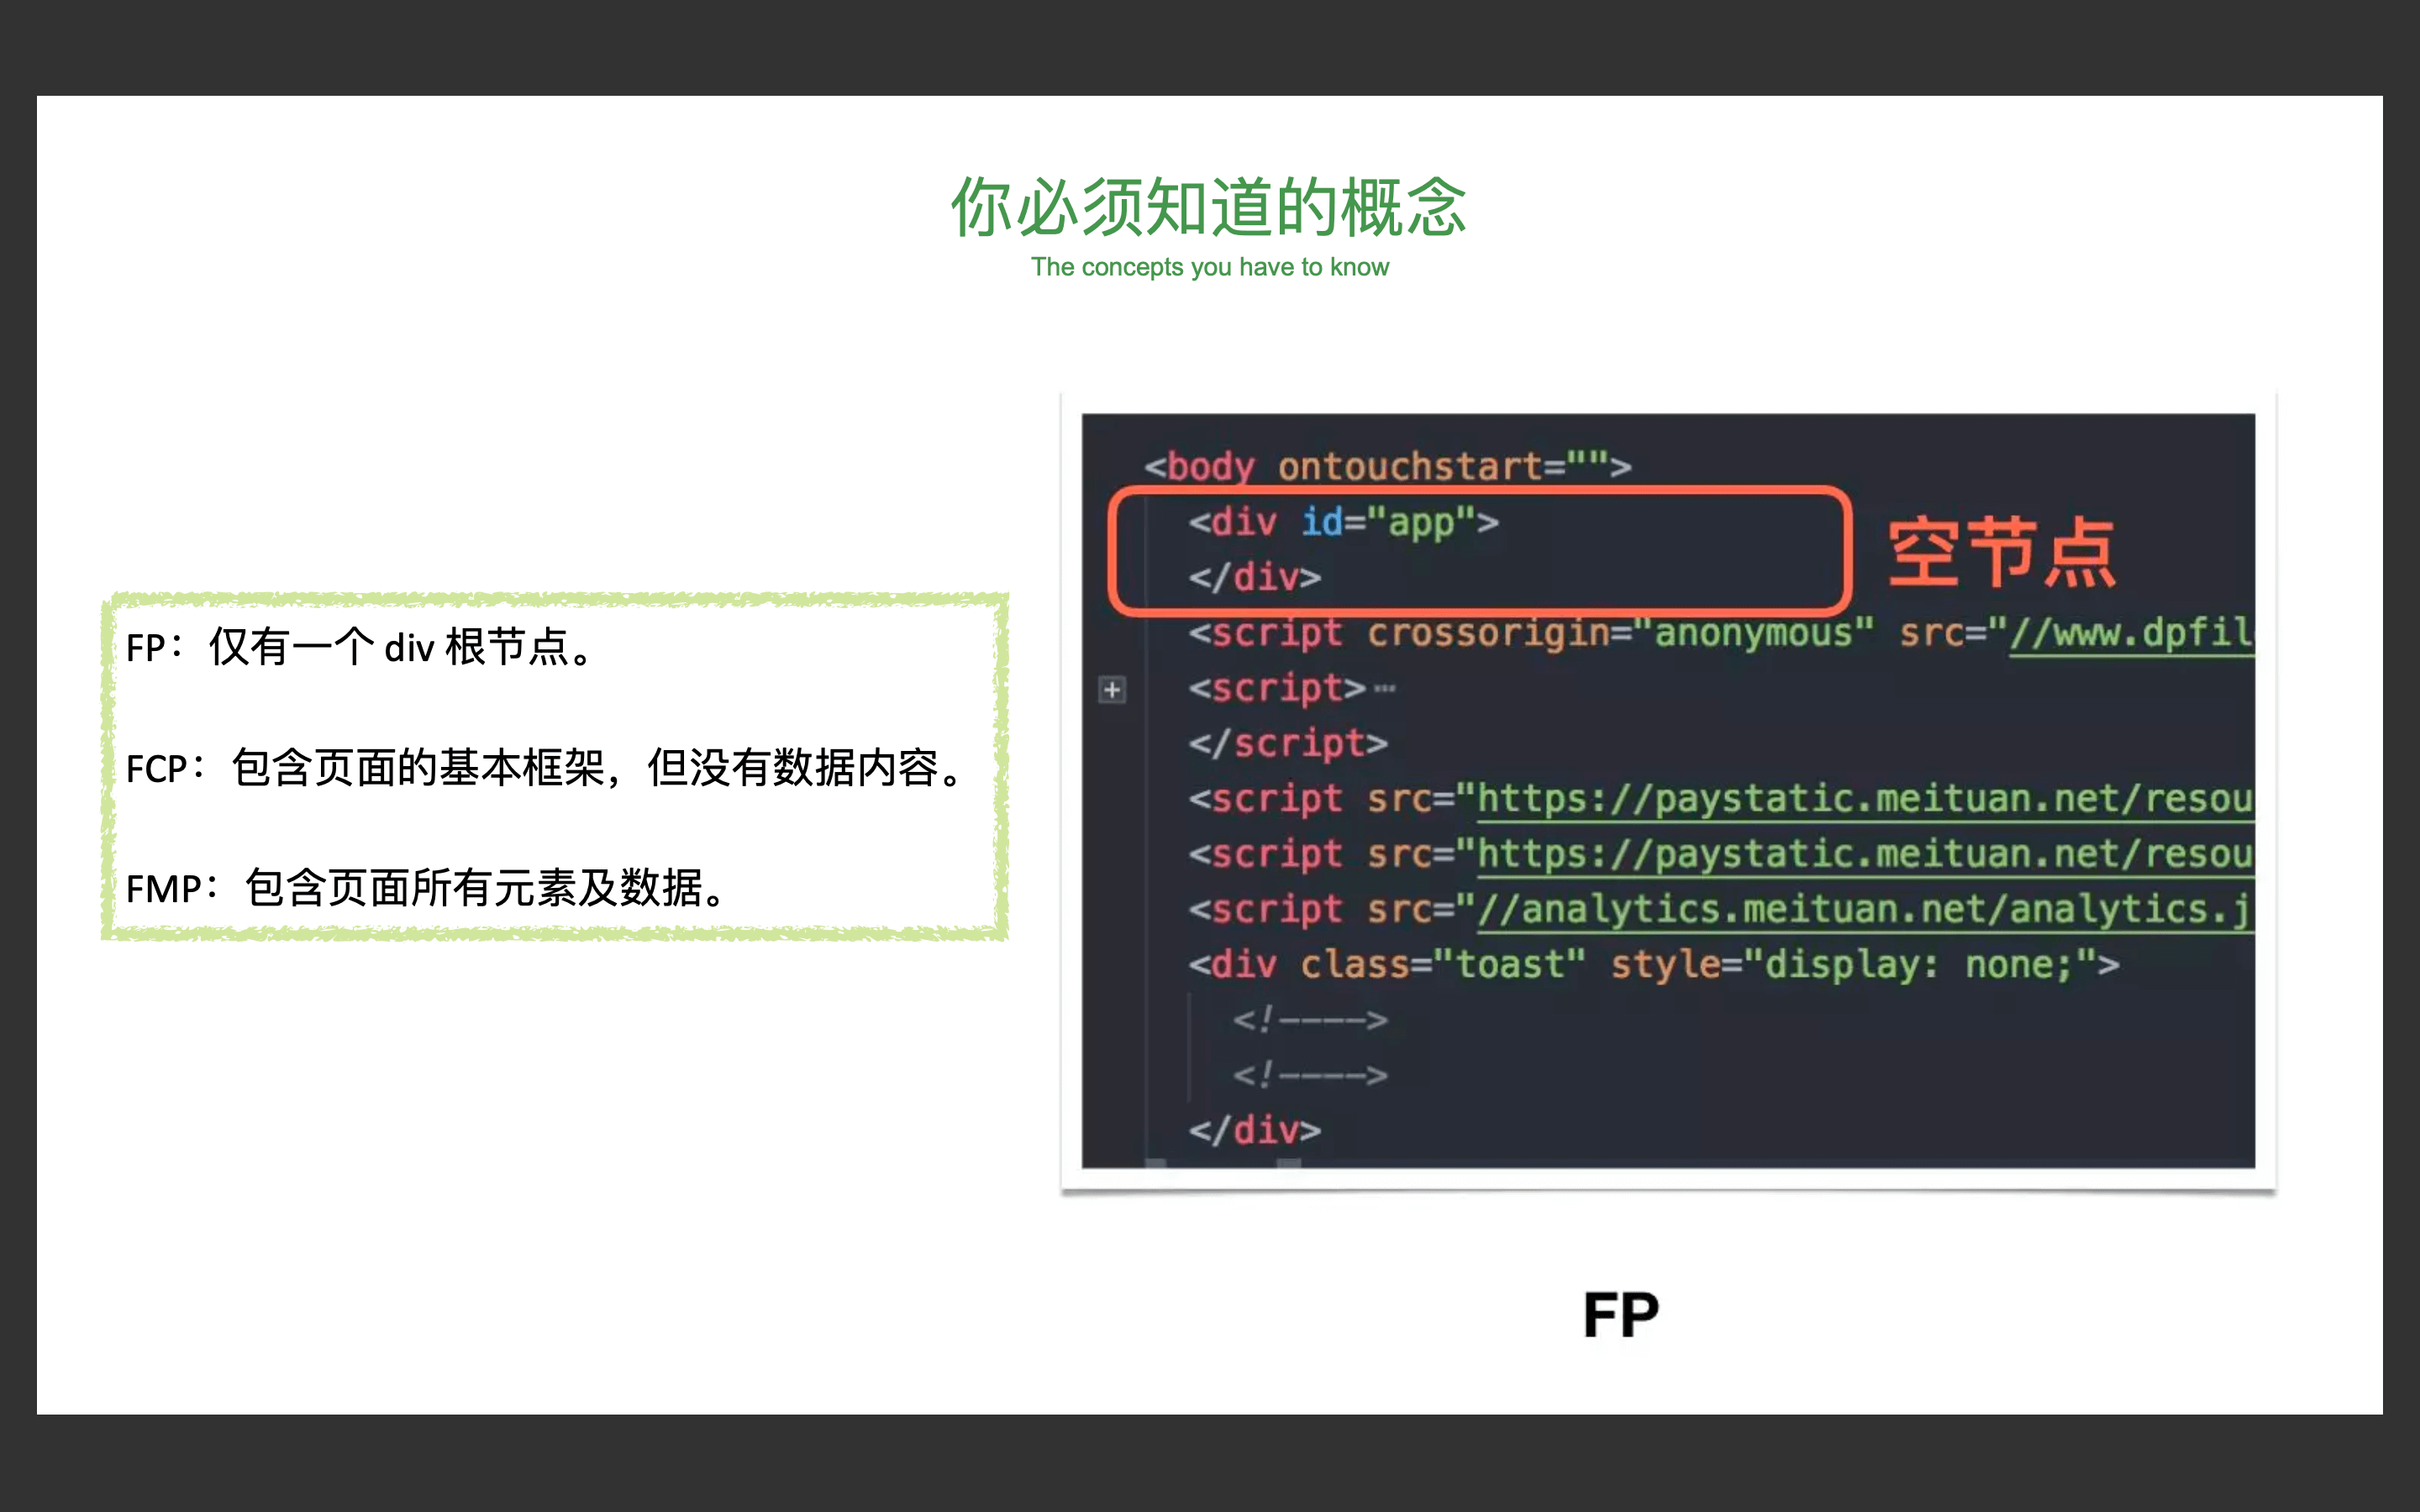 你必须知道的概念
The concepts you have to know
FP：仅有一个 div 根节点。
FCP：包含页面的基本框架，但没有数据内容。
FMP：包含页面所有元素及数据。
<body ontouchstart="">
<div id="app">
</div>
空节点
<script crossorigin="anonymous" src="//www.dpfil
<script>…
</script>
<script src="https://paystatic.meituan.net/resou
<script src="https://paystatic.meituan.net/resou
<script src="//analytics.meituan.net/analytics.j
<div class="toast" style="display: none;">
<!---->
<!---->
</div>
FP